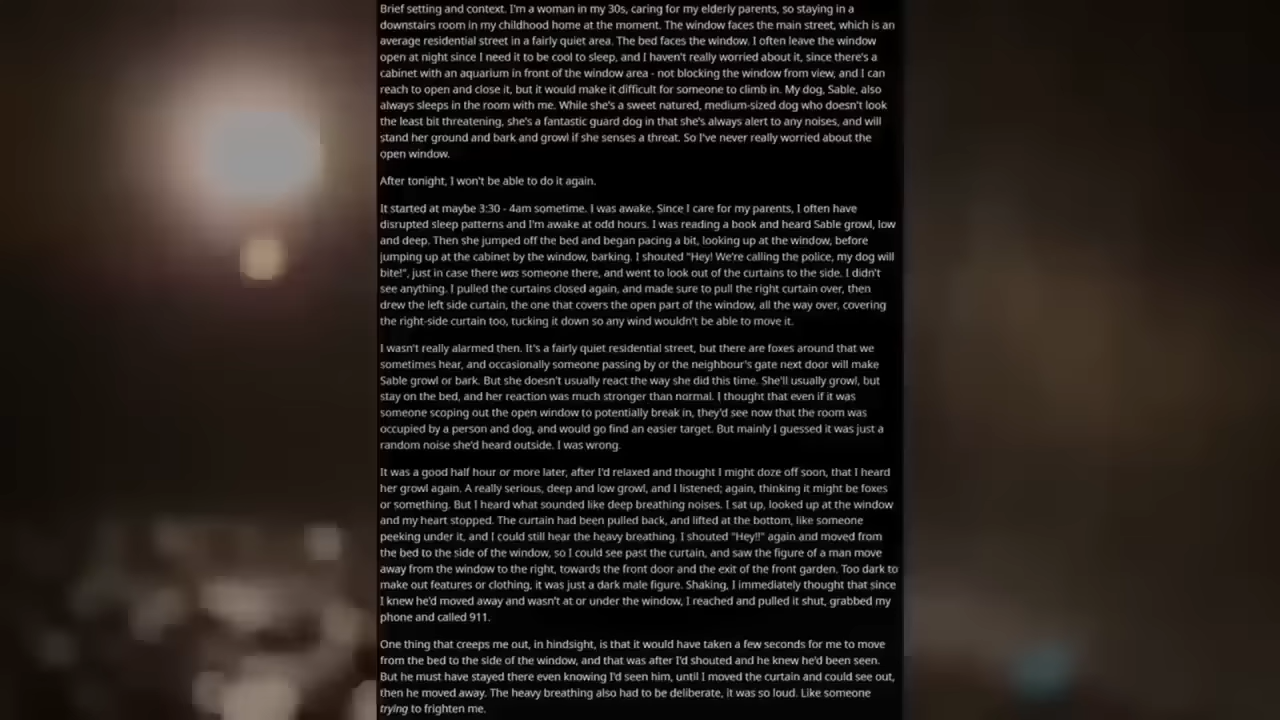 Brief setting and context. I'm a woman in my 30s, caring for my elderly parents, so staying in a
downstairs room in my childhood home at the moment. The window faces the main street, which is an
average residential street in a fairly quiet area. The bed faces the window. I often leave the window
open at night since I need it to be cool to sleep, and I haven't really worried about it, since there's a
cabinet with an aquarium in front of the window area - not blocking the window from view, and I can
reach to open and close it, but it would make it difficult for someone to climb in. My dog, Sable, also
always sleeps in the room with me. While she's a sweet natured, medium-sized dog who doesn't look
the least bit threatening, she's a fantastic guard dog in that she's always alert to any noises, and will
stand her ground and bark and growl if she senses a threat. So I've never really worried about the
open window.
After tonight, I won't be able to do it again.
It started at maybe 3:30 - 4am sometime. I was awake. Since I care for my parents, I often have
disrupted sleep patterns and I'm awake at odd hours. I was reading a book and heard Sable growl, low
and deep. Then she jumped off the bed and began pacing a bit, looking up at the window, before
jumping up at the cabinet by the window, barking. I shouted "Hey! We're calling the police, my dog will
bite!", just in case there was someone there, and went to look out of the curtains to the side. I didn't
see anything. I pulled the curtains closed again, and made sure to pull the right curtain over, then
drew the left side curtain, the one that covers the open part of the window, all the way over, covering
the right-side curtain too, tucking it down so any wind wouldn't be able to move it.
I wasn't really alarmed then. It's a fairly quiet residential street, but there are foxes around that we
sometimes hear, and occasionally someone passing by or the neighbour's gate next door will make
Sable growl or bark. But she doesn't usually react the way she did this time. She'll usually growl, but
stay on the bed, and her reaction was much stronger than normal. I thought that even if it was
someone scoping out the open window to potentially break in, they'd see now that the room was
occupied by a person and dog, and would go find an easier target. But mainly I guessed it was just a
random noise she'd heard outside. I was wrong.
It was a good half hour or more later, after I'd relaxed and thought I might doze off soon, that I heard
her growl again. A really serious, deep and low growl, and I listened; again, thinking it might be foxes
or something. But I heard what sounded like deep breathing noises. I sat up, looked up at the window
and my heart stopped. The curtain had been pulled back, and lifted at the bottom, like someone
peeking under it, and I could still hear the heavy breathing. I shouted "Hey!!" again and moved from
the bed to the side of the window, so I could see past the curtain, and saw the figure of a man move
away from the window to the right, towards the front door and the exit of the front garden. Too dark to
make out features or clothing, it was just a dark male figure. Shaking, I immediately thought that since
I knew he'd moved away and wasn't at or under the window, I reached and pulled it shut, grabbed my
phone and called 911.
One thing that creeps me out, in hindsight, is that it would have taken a few seconds for me to move
from the bed to the side of the window, and that was after I'd shouted and he knew he'd been seen.
But he must have stayed there even knowing I'd seen him, until I moved the curtain and could see out,
then he moved away. The heavy breathing also had to be deliberate, it was so loud. Like someone
trying to frighten me.